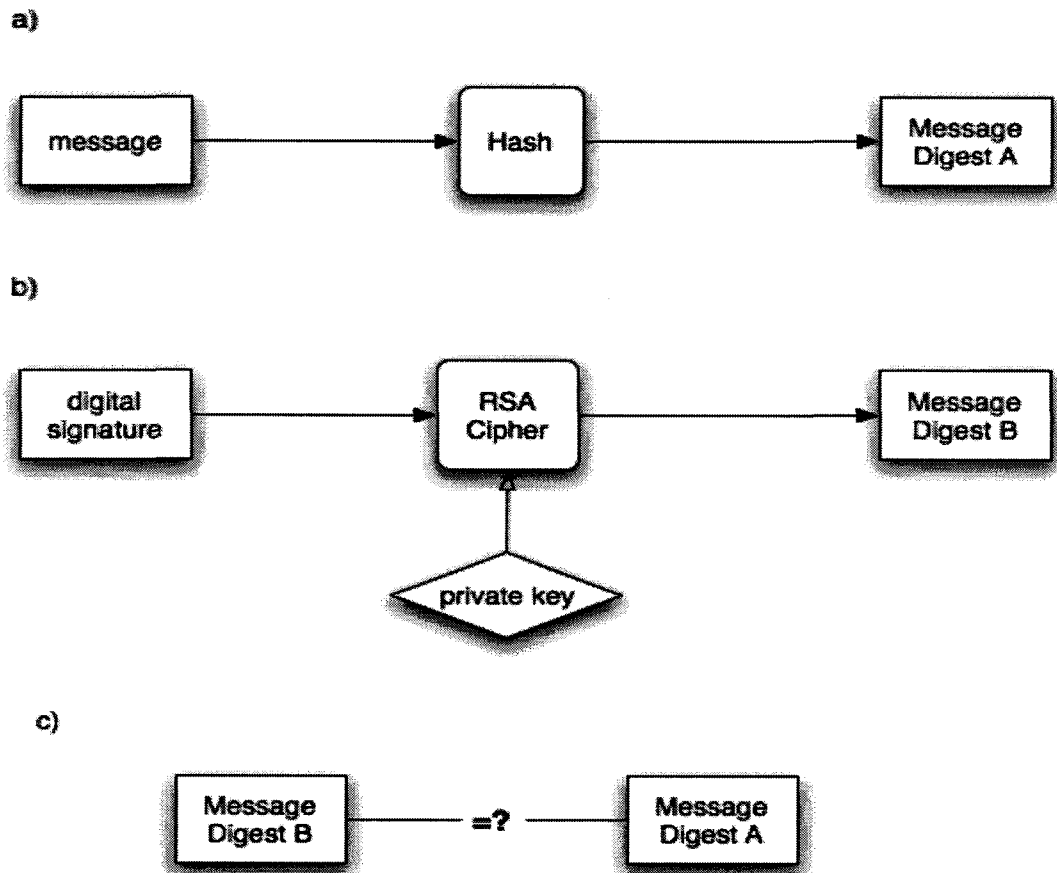 a)
message
Hash
Message
Digest A
b)
digital
signature
RSA
Cipher
Message
Digest B
private key
c)
Message
Digest B
=?
Message
Digest A